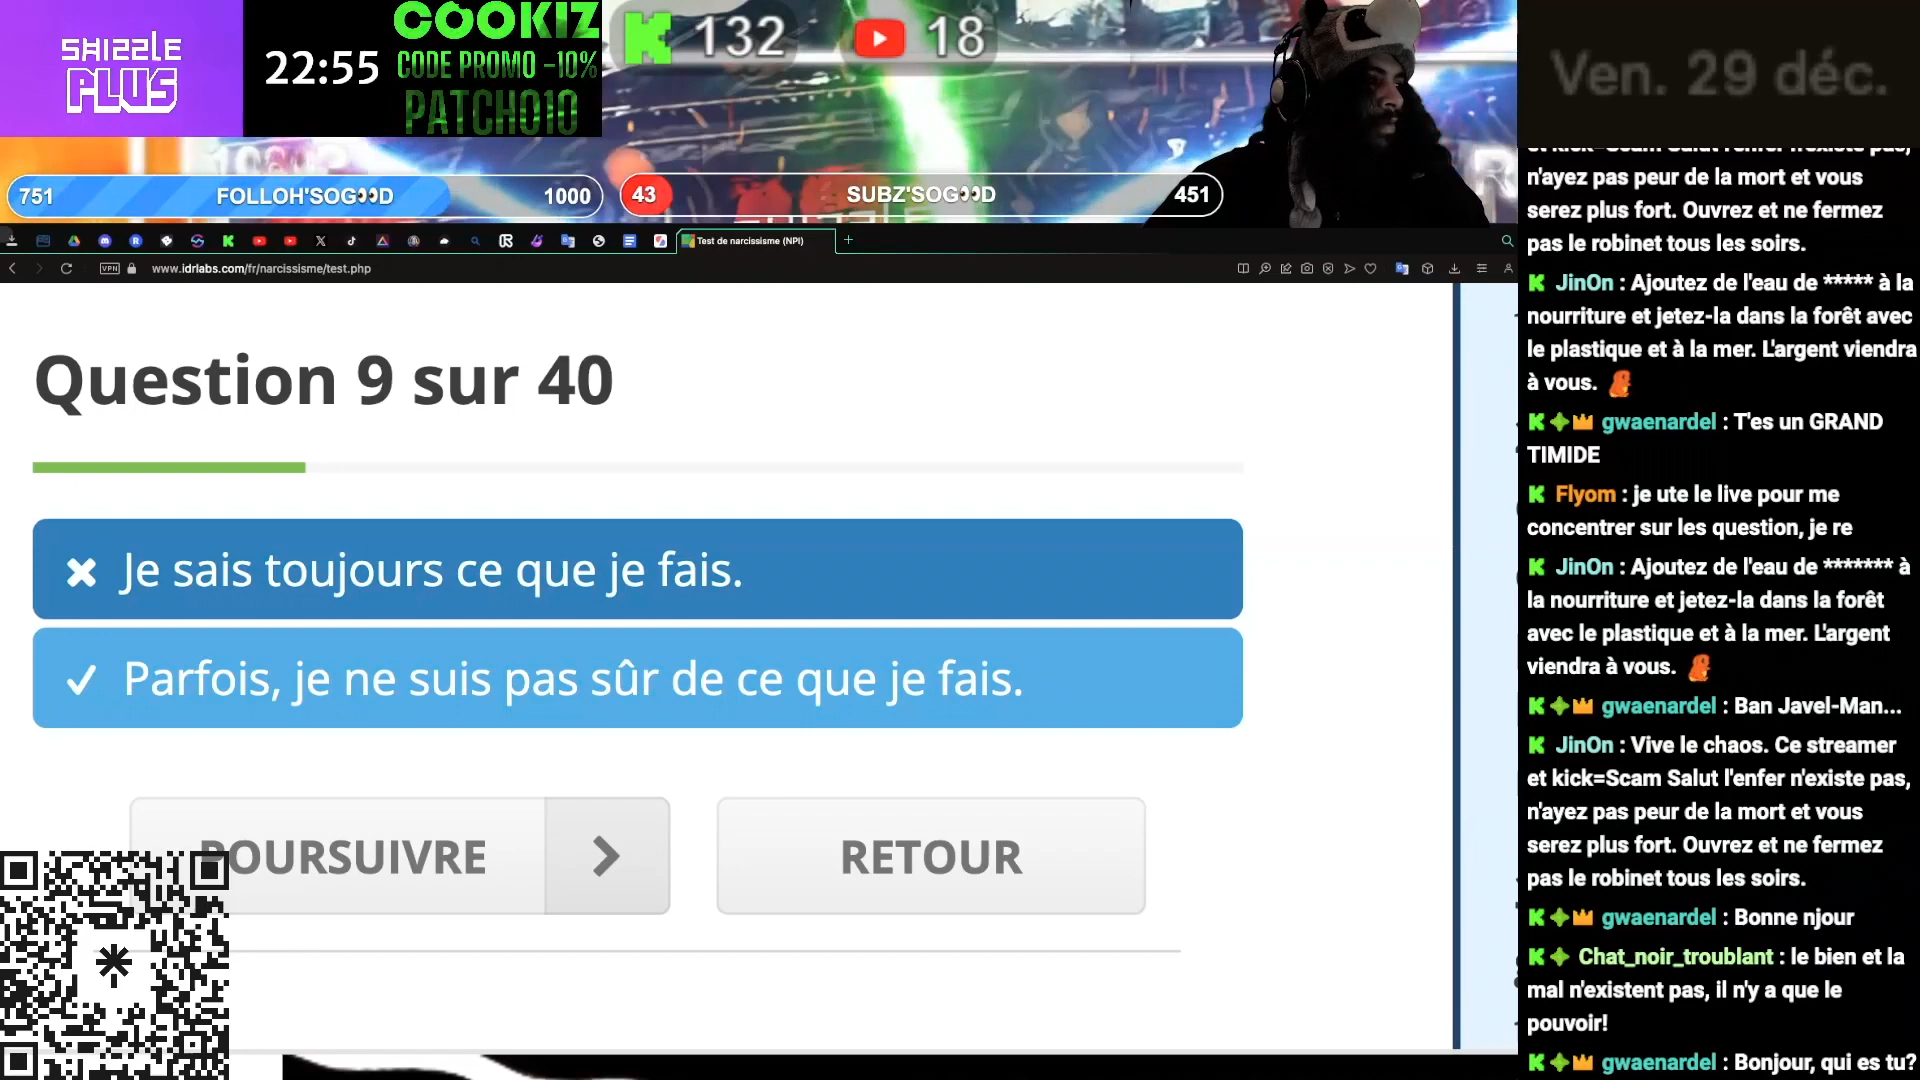 SHIZZLE
PLUS
22:55
COOKIZ
CODE PROMO -10%
PATCHO10
132
18
Ven. 29 déc.
751 FOLLOH'SOG👀D 1000
43 SUBZ'SOG👀D 451
Test de narcissisme (NPI)
VPN www.idrlabs.com/fr/narcissisme/test.php
Question 9 sur 40
Je sais toujours ce que je fais.
Parfois, je ne suis pas sûr de ce que je fais.
POURSUIVRE
RETOUR
et kick=Scam Salut l'enfer n'existe pas,
n'ayez pas peur de la mort et vous
serez plus fort. Ouvrez et ne fermez
pas le robinet tous les soirs.
JinOn : Ajoutez de l'eau de ***** à la
nourriture et jetez-la dans la forêt avec
le plastique et à la mer. L'argent viendra
à vous.
gwaenardel : T'es un GRAND
TIMIDE
Flyom : je ute le live pour me
concentrer sur les question, je re
JinOn : Ajoutez de l'eau de ******* à
la nourriture et jetez-la dans la forêt
avec le plastique et à la mer. L'argent
viendra à vous.
gwaenardel : Ban Javel-Man...
JinOn : Vive le chaos. Ce streamer
et kick=Scam Salut l'enfer n'existe pas,
n'ayez pas peur de la mort et vous
serez plus fort. Ouvrez et ne fermez
pas le robinet tous les soirs.
gwaenardel : Bonne njour
Chat_noir_troublant : le bien et la
mal n'existent pas, il n'y a que le
pouvoir!
gwaenardel : Bonjour, qui es tu?